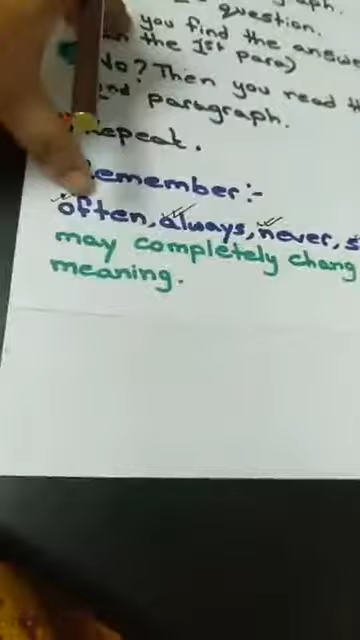 question.
you find the answe
the 1st para)
No? Then you read th
paragraph.
Repeat.
Remember:-
often, always, never, s
may completely chang
meaning.